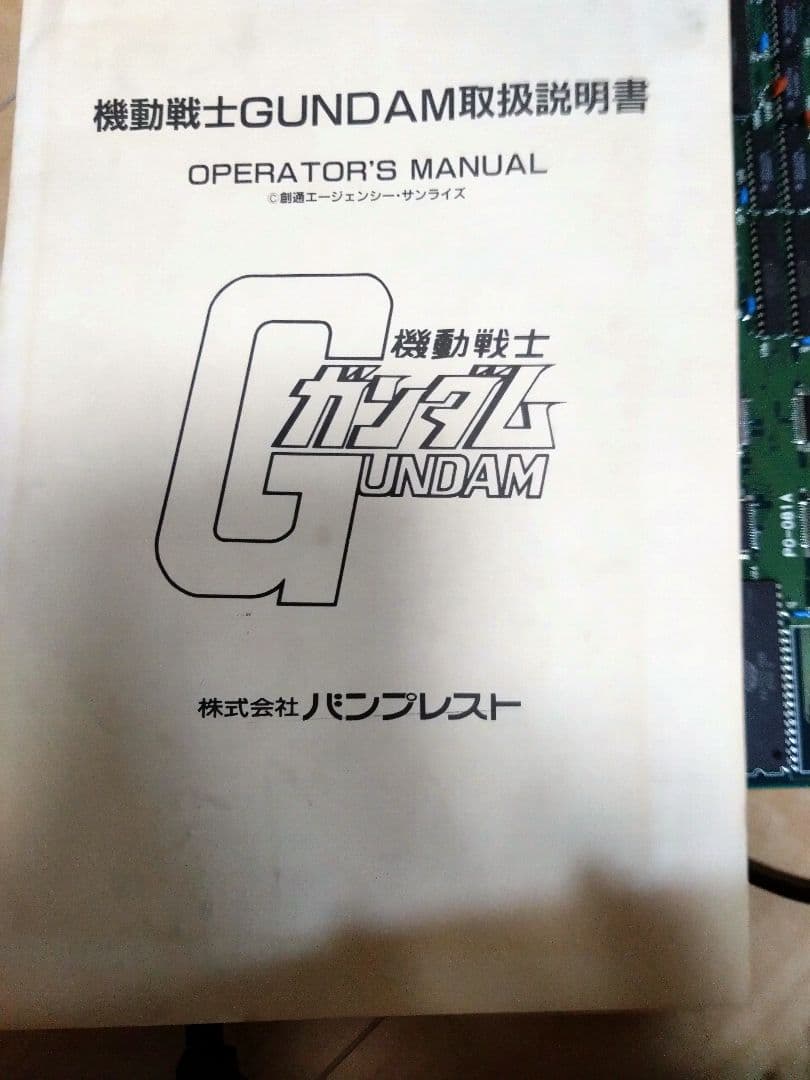 機動戦士GUNDAM取扱説明書
OPERATOR'S MANUAL
©創通エージェンシー・サンライズ
機動戦士
ガンダム
GUNDAM
株式会社 バンプレスト
PO-081A